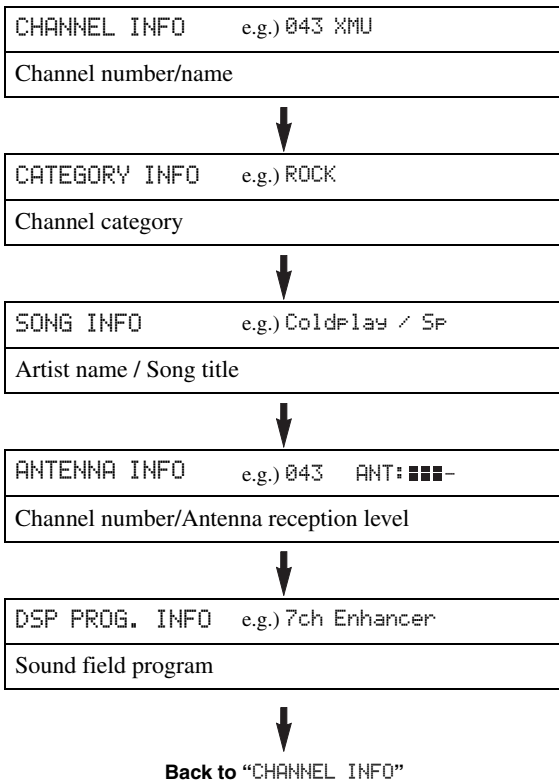 CHANNEL INFO e.g.) 043 XMU
Channel number/name
CATEGORY INFO e.g.) ROCK
Channel category
SONG INFO e.g.) Coldplay / Sp
Artist name / Song title
ANTENNA INFO e.g.) 043 ANT:■■■-
Channel number/Antenna reception level
DSP PROG. INFO e.g.) 7ch Enhancer
Sound field program
Back to “CHANNEL INFO”